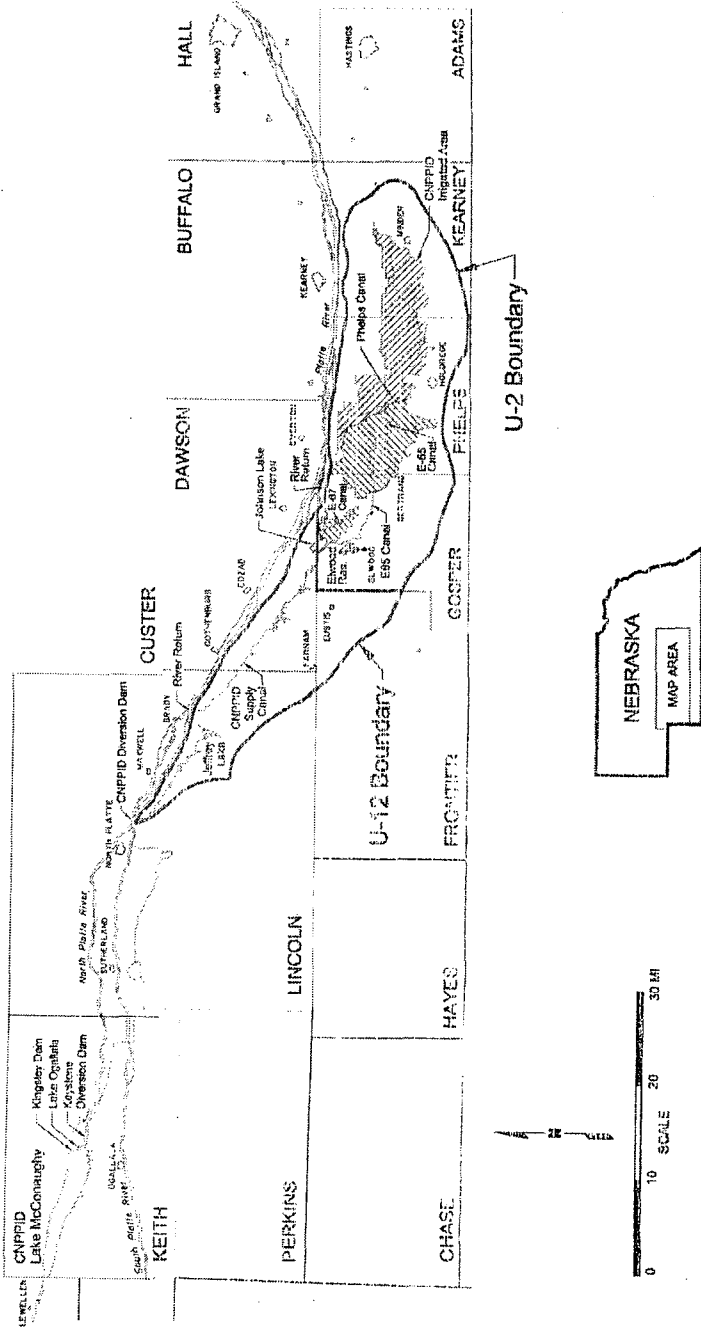 LEWELLEN
CNPPID
Lake McConaughy
Kingsley Dam
Lake Ogallala
Keystone
Diversion Dam
OGALLALA
South Platte River
KEITH
North Platte River
SUTHERLAND
NORTH PLATTE
CNPPID Diversion Dam
MAXWELL
BRADY
River Return
Jeffrey
Lake
CNPPID
Supply
Canal
LINCOLN
PERKINS
CUSTER
GOTHENBURG
COZAD
DAWSON
Johnson Lake
LEXINGTON
OVERTON
River
Return
FARNAM
EUSTIS
Elwood
Res.
E-67
Canal
ELWOOD
E65 Canal
BERTRAND
E-65
Canal
BUFFALO
KEARNEY
Platte River
Phelps Canal
HOLDREGE
MINDEN
CNPPID
Irrigated Area
HALL
GRAND ISLAND
HASTINGS
ADAMS
KEARNEY
PHELPS
GOSPER
FRONTIER
HAYES
CHASE
U-12 Boundary
U-2 Boundary
0 10 20 30 MI
SCALE
NEBRASKA
MAP AREA